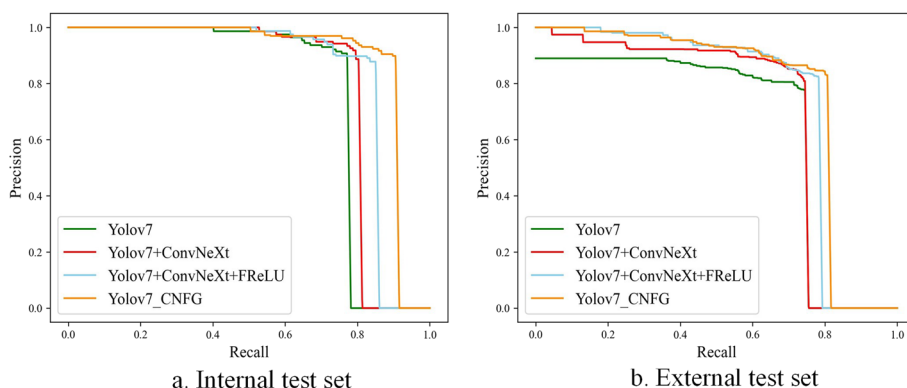 1.0
0.8
0.6
0.4
0.2
0.0
Precision
Yolov7
Yolov7+ConvNeXt
Yolov7+ConvNeXt+FReLU
Yolov7_CNFG
0.0 0.2 0.4 0.6 0.8 1.0
Recall
a. Internal test set
1.0
0.8
0.6
0.4
0.2
0.0
Precision
Yolov7
Yolov7+ConvNeXt
Yolov7+ConvNeXt+FReLU
Yolov7_CNFG
0.0 0.2 0.4 0.6 0.8 1.0
Recall
b. External test set